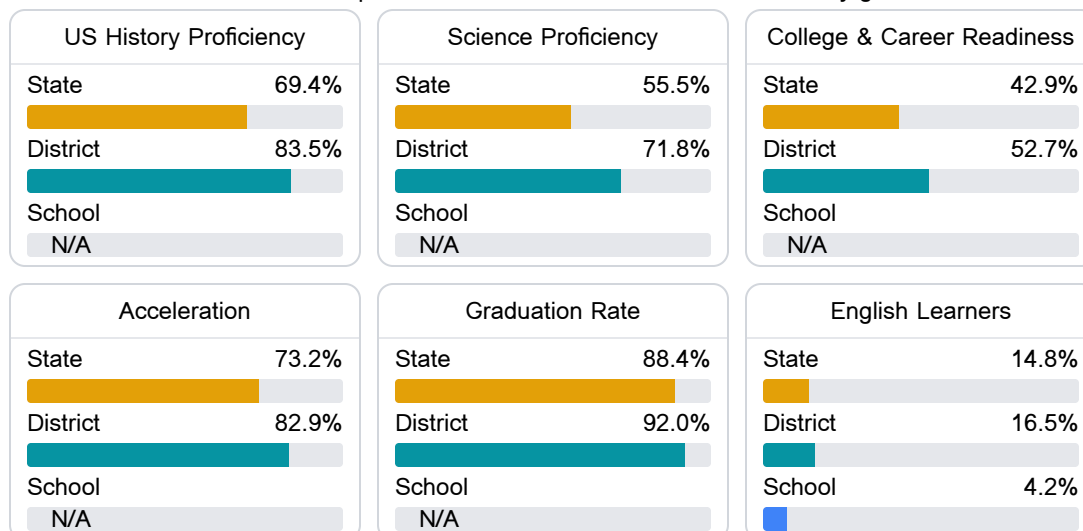 US History Proficiency
State 69.4%
District 83.5%
School
N/A
Science Proficiency
State 55.5%
District 71.8%
School
N/A
College & Career Readiness
State 42.9%
District 52.7%
School
N/A
Acceleration
State 73.2%
District 82.9%
School
N/A
Graduation Rate
State 88.4%
District 92.0%
School
N/A
English Learners
State 14.8%
District 16.5%
School 4.2%